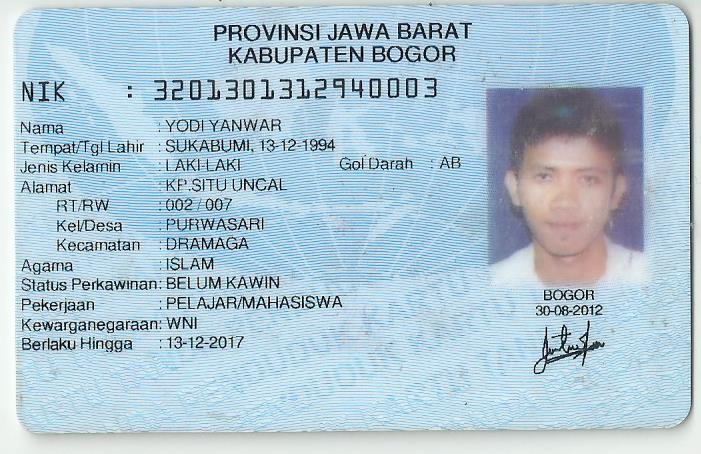 PROVINSI JAWA BARAT
KABUPATEN BOGOR
NIK : 3201301312940003
Nama : YODI YANWAR
Tempat/Tgl Lahir : SUKABUMI, 13-12-1994
Jenis Kelamin : LAKI-LAKI Gol Darah : AB
Alamat : KP.SITU UNCAL
RT/RW : 002 / 007
Kel/Desa : PURWASARI
Kecamatan : DRAMAGA
Agama : ISLAM
Status Perkawinan: BELUM KAWIN
Pekerjaan : PELAJAR/MAHASISWA
Kewarganegaraan: WNI
Berlaku Hingga : 13-12-2017
BOGOR
30-08-2012